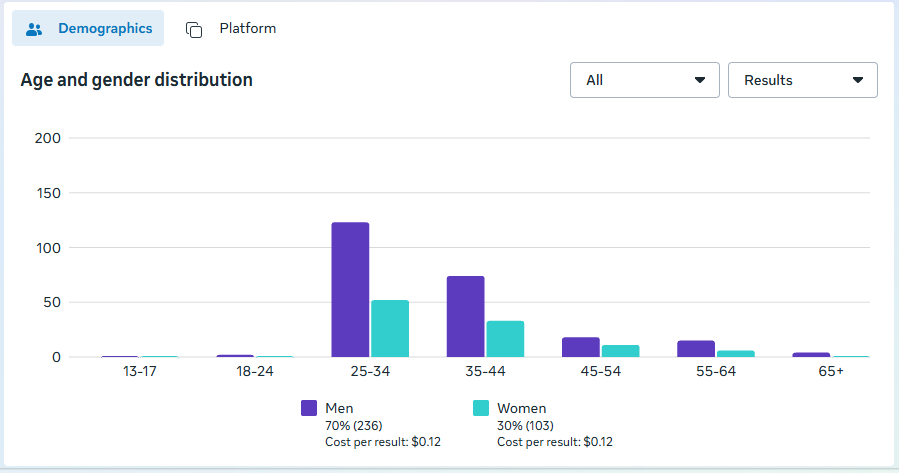 Demographics Platform
Age and gender distribution All Results
200
150
100
50
0
13-17 18-24 25-34 35-44 45-54 55-64 65+
Men Women
70% (236) 30% (103)
Cost per result: $0.12 Cost per result: $0.12